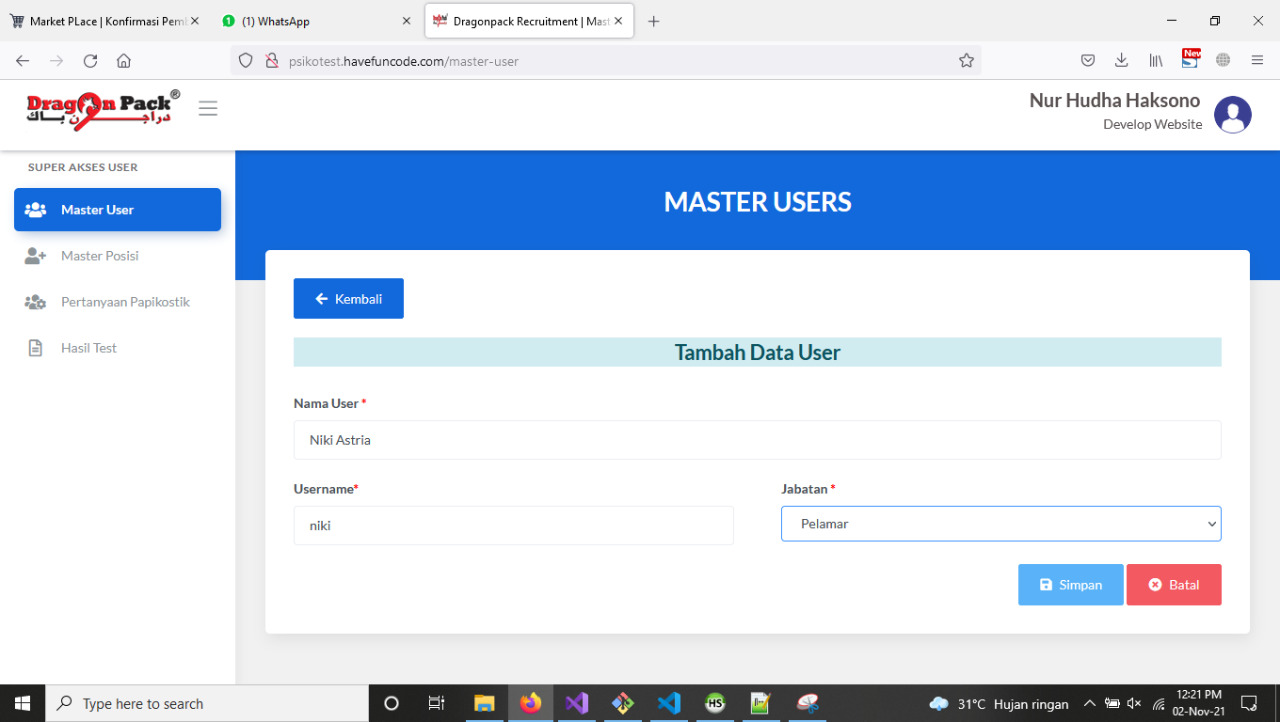 Market PLace | Konfirmasi Pemb
(1) WhatsApp
Dragonpack Recruitment | Mast
psikotest.havefuncode.com/master-user
New
Dragon Pack®
دراجـــن باك
Nur Hudha Haksono
Develop Website
SUPER AKSES USER
Master User
Master Posisi
Pertanyaan Papikostik
Hasil Test
MASTER USERS
Kembali
Tambah Data User
Nama User *
Niki Astria
Username*
Jabatan *
niki
Pelamar
Simpan
Batal
Type here to search
HS
31°C Hujan ringan
12:21 PM
02-Nov-21